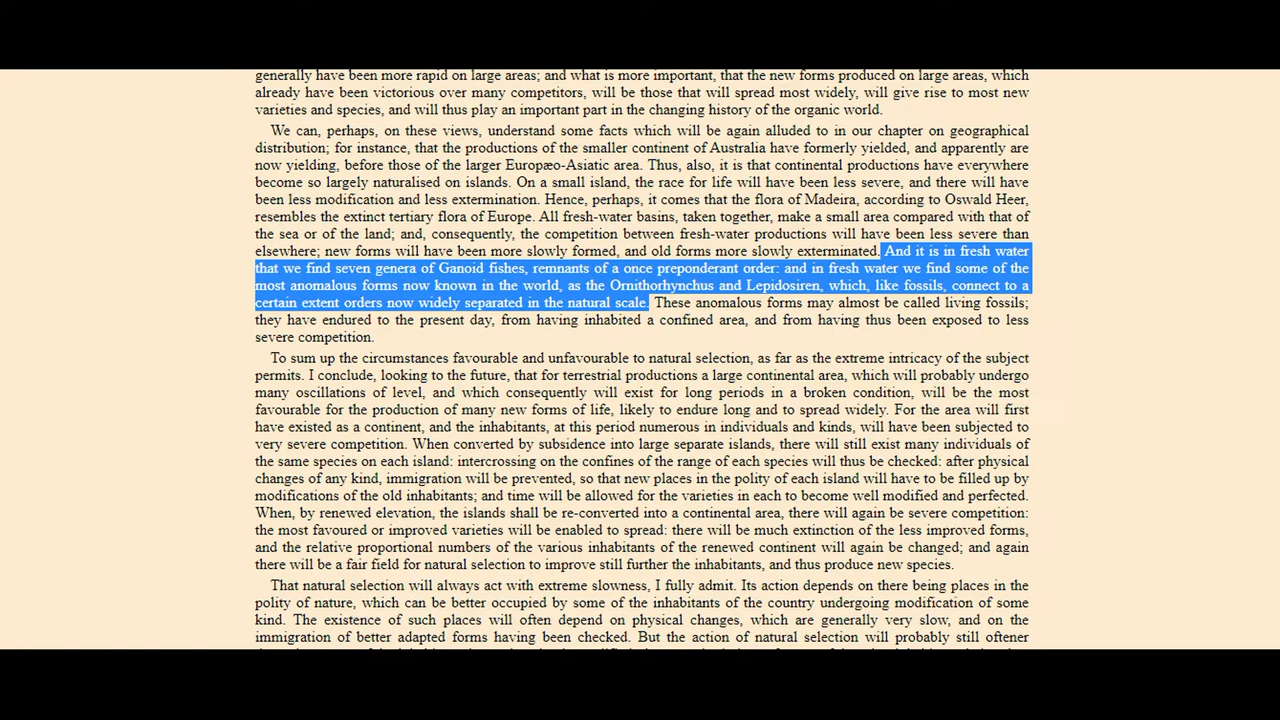 generally have been more rapid on large areas; and what is more important, that the new forms produced on large areas, which
already have been victorious over many competitors, will be those that will spread most widely, will give rise to most new
varieties and species, and will thus play an important part in the changing history of the organic world.
We can, perhaps, on these views, understand some facts which will be again alluded to in our chapter on geographical
distribution; for instance, that the productions of the smaller continent of Australia have formerly yielded, and apparently are
now yielding, before those of the larger Europæo-Asiatic area. Thus, also, it is that continental productions have everywhere
become so largely naturalised on islands. On a small island, the race for life will have been less severe, and there will have
been less modification and less extermination. Hence, perhaps, it comes that the flora of Madeira, according to Oswald Heer,
resembles the extinct tertiary flora of Europe. All fresh-water basins, taken together, make a small area compared with that of
the sea or of the land; and, consequently, the competition between fresh-water productions will have been less severe than
elsewhere; new forms will have been more slowly formed, and old forms more slowly exterminated. And it is in fresh water
that we find seven genera of Ganoid fishes, remnants of a once preponderant order: and in fresh water we find some of the
most anomalous forms now known in the world, as the Ornithorhynchus and Lepidosiren, which, like fossils, connect to a
certain extent orders now widely separated in the natural scale. These anomalous forms may almost be called living fossils;
they have endured to the present day, from having inhabited a confined area, and from having thus been exposed to less
severe competition.
To sum up the circumstances favourable and unfavourable to natural selection, as far as the extreme intricacy of the subject
permits. I conclude, looking to the future, that for terrestrial productions a large continental area, which will probably undergo
many oscillations of level, and which consequently will exist for long periods in a broken condition, will be the most
favourable for the production of many new forms of life, likely to endure long and to spread widely. For the area will first
have existed as a continent, and the inhabitants, at this period numerous in individuals and kinds, will have been subjected to
very severe competition. When converted by subsidence into large separate islands, there will still exist many individuals of
the same species on each island: intercrossing on the confines of the range of each species will thus be checked: after physical
changes of any kind, immigration will be prevented, so that new places in the polity of each island will have to be filled up by
modifications of the old inhabitants; and time will be allowed for the varieties in each to become well modified and perfected.
When, by renewed elevation, the islands shall be re-converted into a continental area, there will again be severe competition:
the most favoured or improved varieties will be enabled to spread: there will be much extinction of the less improved forms,
and the relative proportional numbers of the various inhabitants of the renewed continent will again be changed; and again
there will be a fair field for natural selection to improve still further the inhabitants, and thus produce new species.
That natural selection will always act with extreme slowness, I fully admit. Its action depends on there being places in the
polity of nature, which can be better occupied by some of the inhabitants of the country undergoing modification of some
kind. The existence of such places will often depend on physical changes, which are generally very slow, and on the
immigration of better adapted forms having been checked. But the action of natural selection will probably still oftener